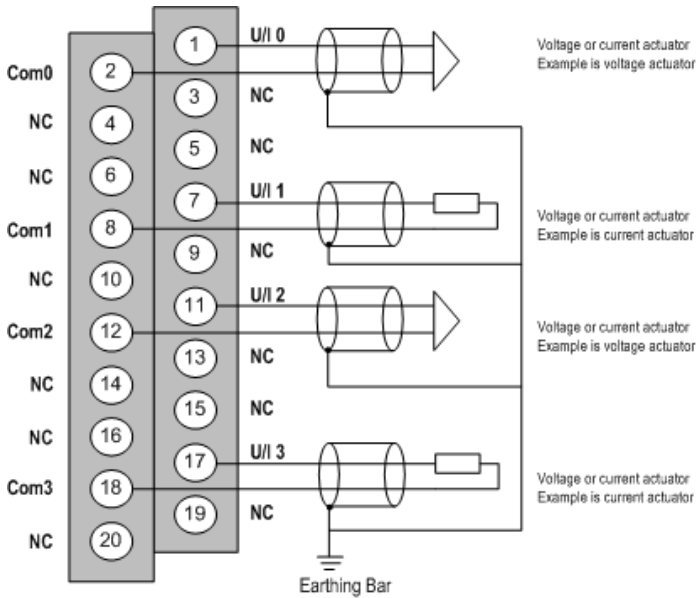 1 U/I 0
Voltage or current actuator
Example is voltage actuator
Com0 2
3 NC
NC 4
5 NC
NC 6
7 U/I 1
Voltage or current actuator
Example is current actuator
Com1 8
9 NC
NC 10
11 U/I 2
Com2 12
Voltage or current actuator
Example is voltage actuator
13 NC
NC 14
15 NC
NC 16
17 U/I 3
Voltage or current actuator
Example is current actuator
Com3 18
19 NC
NC 20
Earthing Bar